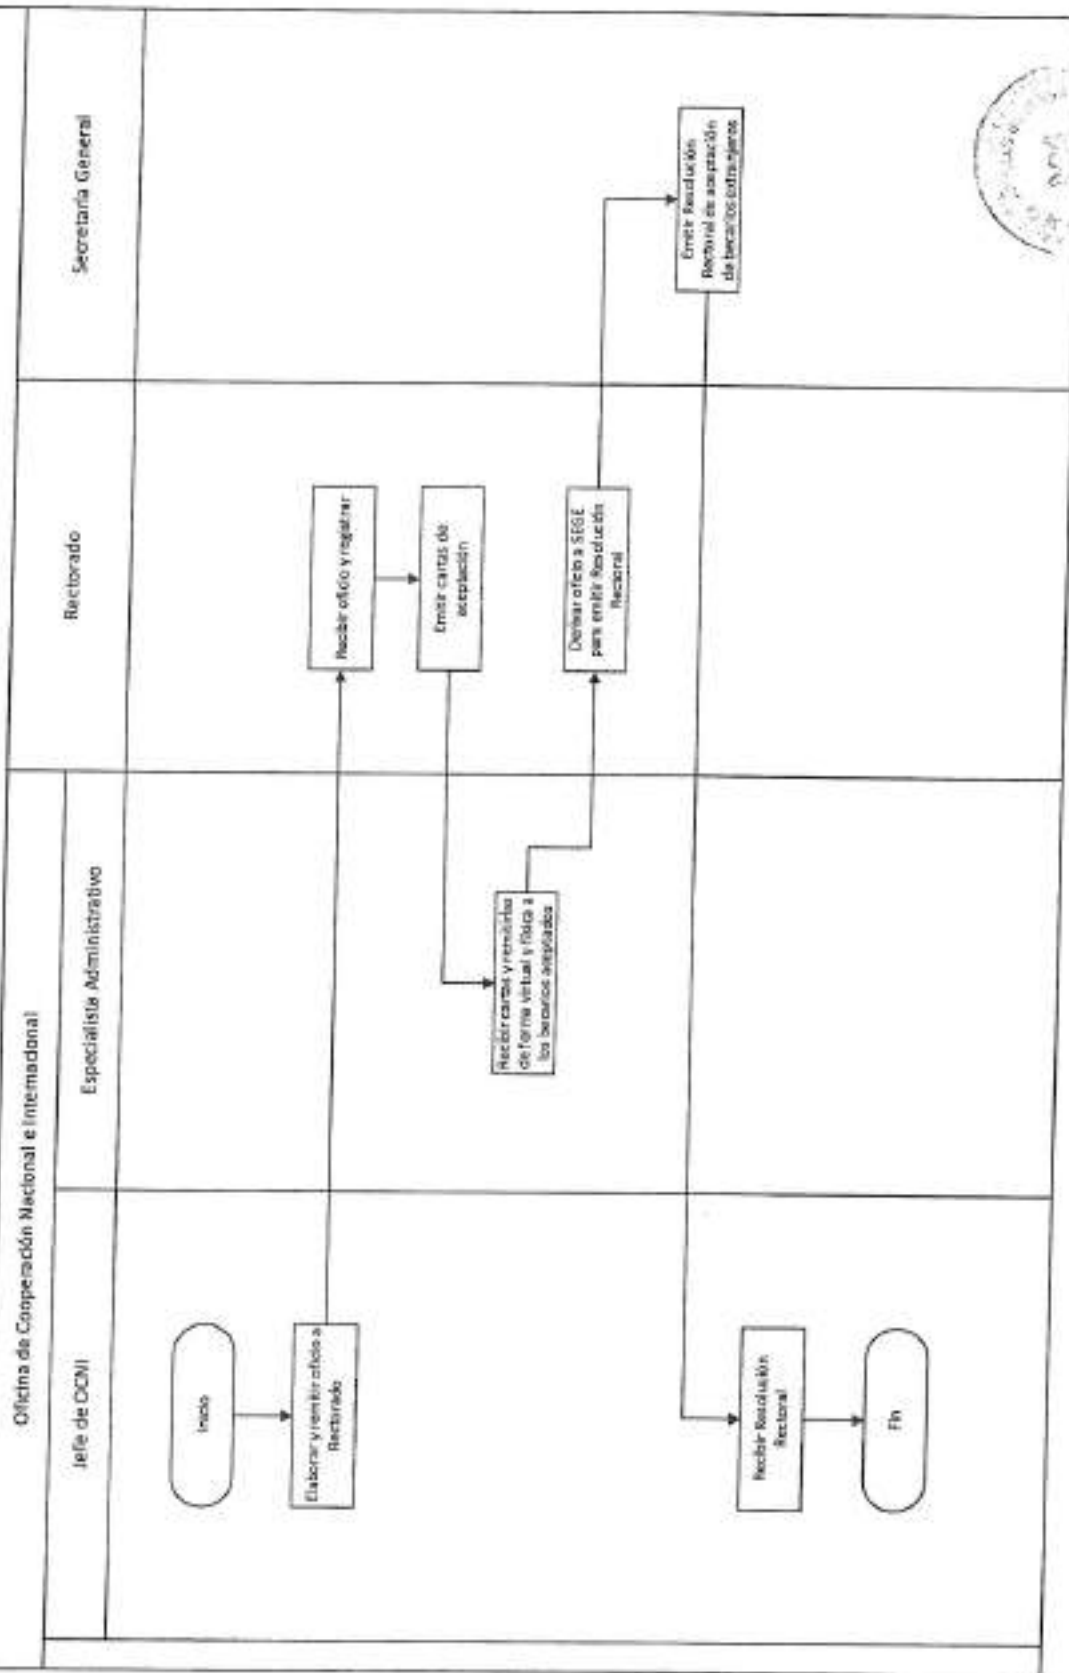 Oficina de Cooperación Nacional e Internacional
Jefe de OCNI
Especialista Administrativo
Rectorado
Secretaría General
Inicio
Elaborar y remitir oficio a
Rectorado
Recibir oficio y registrar
Emitir cartas de
aceptación
Recibir cartas y remitirlas
de forma virtual y física a
los becarios aceptados
Derivar oficio a SEGE
para emitir Resolución
Rectoral
Emitir Resolución
Rectoral de aceptación
de becarios extranjeros
Recibir Resolución
Rectoral
Fin